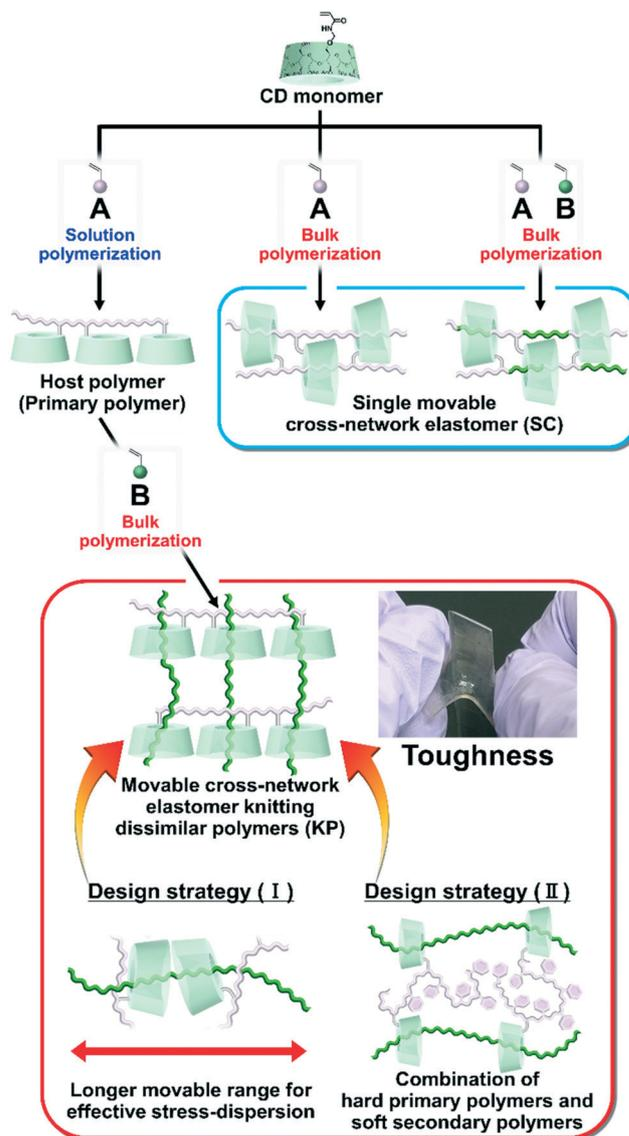 O
HN
O
CD monomer
A
Solution
polymerization
A
Bulk
polymerization
A B
Bulk
polymerization
Host polymer
(Primary polymer)
Single movable
cross-network elastomer (SC)
B
Bulk
polymerization
Toughness
Movable cross-network
elastomer knitting
dissimilar polymers (KP)
Design strategy ( I )
Design strategy ( II )
Longer movable range for
effective stress-dispersion
Combination of
hard primary polymers and
soft secondary polymers